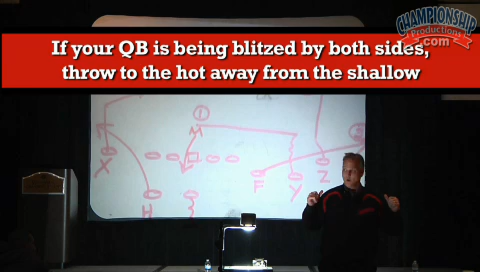 CHAMPIONSHIP
Productions
.com
If your QB is being blitzed by both sides,
throw to the hot away from the shallow
1
M
X
H
F
Y
Z